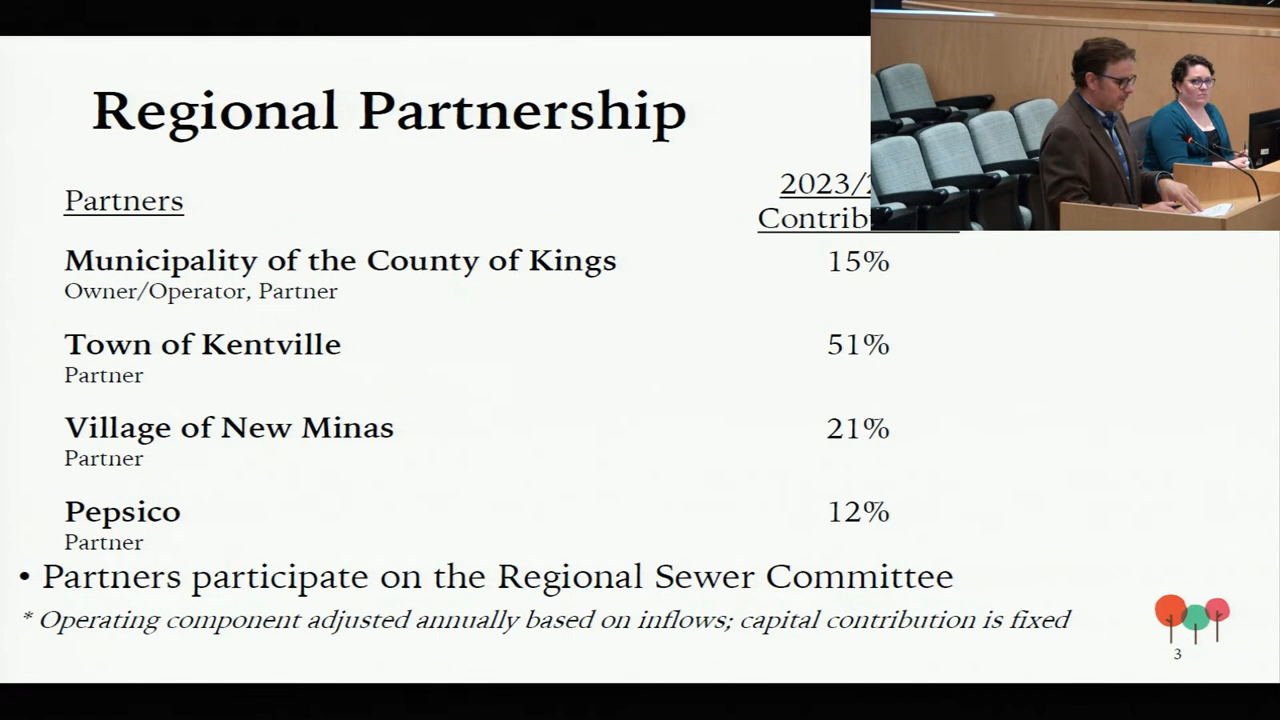 Regional Partnership
Partners
2023/
Contrib
Municipality of the County of Kings
15%
Owner/Operator, Partner
Town of Kentville
51%
Partner
Village of New Minas
21%
Partner
Pepsico
12%
Partner
• Partners participate on the Regional Sewer Committee
* Operating component adjusted annually based on inflows; capital contribution is fixed
3